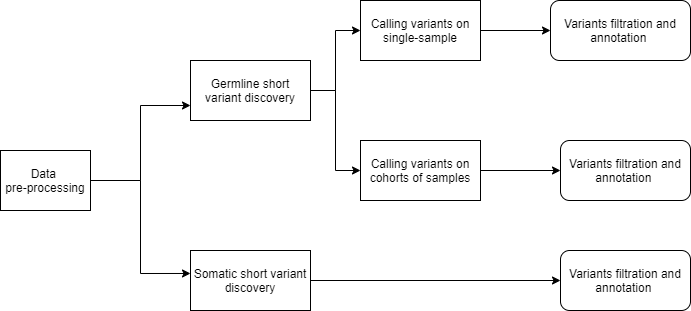 Calling variants on
single-sample
Variants filtration and
annotation
Germline short
variant discovery
Data
pre-processing
Calling variants on
cohorts of samples
Variants filtration and
annotation
Somatic short variant
discovery
Variants filtration and
annotation